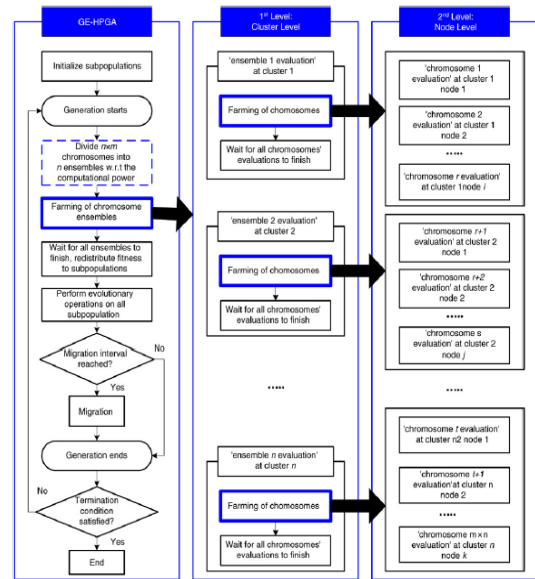 GE-HPGA
Initialize subpopulations
Generation starts
Divide n×m
chromosomes into
n ensembles w.r.t the
computational power
Farming of chromosome
ensembles
Wait for all ensembles to
finish, redistribute fitness
to subpopulations
Perform evolutionary
operations on all
subpopulation
Migration interval
reached?
No
Yes
Migration
Generation ends
No
Termination
condition
satisfied?
Yes
End
1st Level:
Cluster Level
'ensemble 1 evaluation'
at cluster 1
Farming of chomosomes
Wait for all chromosomes'
evaluations to finish
'ensemble 2 evaluation'
at cluster 2
Farming of chomosomes
Wait for all chromosomes'
evaluations to finish
.....
'ensemble n evaluation'
at cluster n
Farming of chomosomes
Wait for all chromosomes'
evaluations to finish
2nd Level:
Node Level
'chromosome 1
evaluation' at cluster 1
node 1
'chromosome 2
evaluation' at cluster 1
node 2
.....
'chromosome r evaluation'
at cluster 1node i
'chromosome r+1
evaluation' at cluster 2
node 1
'chromosome r+2
evaluation' at cluster 2
node 2
.....
'chromosome s
evaluation' at cluster 2
node j
.....
'chromosome t evaluation'
at cluster n2 node 1
'chromosome t+1
evaluation'at cluster n
node 2
.....
'chromosome m×n
evaluation' at cluster n
node k